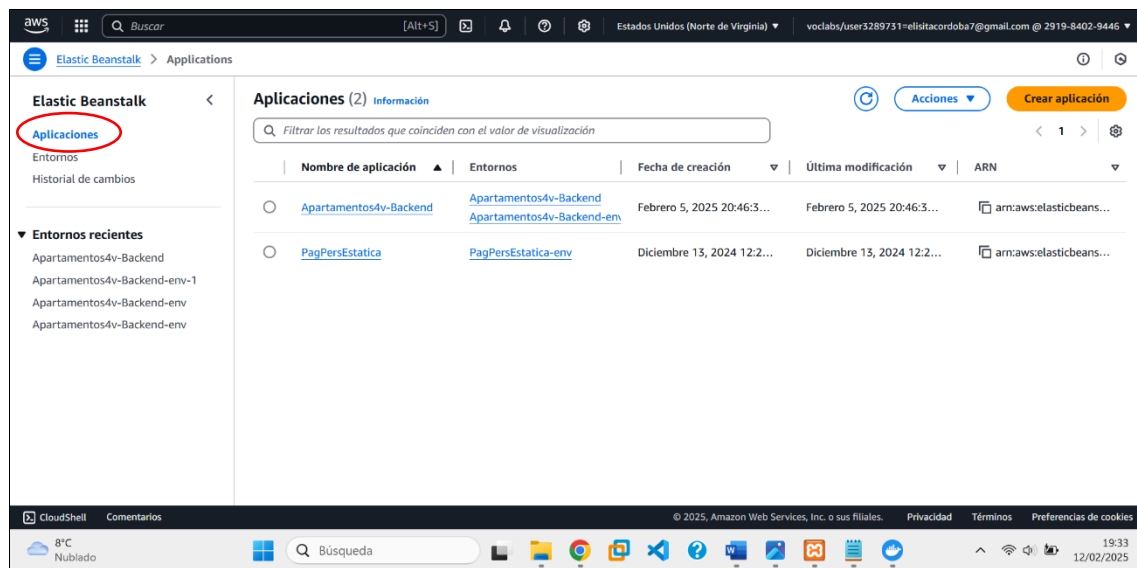 aws
Buscar
[Alt+S]
Estados Unidos (Norte de Virginia) ▼
voclabs/user3289731=elisitacordoba7@gmail.com @ 2919-8402-9446 ▼
Elastic Beanstalk > Applications
Elastic Beanstalk
Aplicaciones
Entornos
Historial de cambios
▼ Entornos recientes
Apartamentos4v-Backend
Apartamentos4v-Backend-env-1
Apartamentos4v-Backend-env
Apartamentos4v-Backend-env
Aplicaciones (2) Información
Acciones ▼
Crear aplicación
Filtrar los resultados que coinciden con el valor de visualización
< 1 >
Nombre de aplicación ▲ Entornos Fecha de creación Última modificación ARN
Apartamentos4v-Backend
Apartamentos4v-Backend
Apartamentos4v-Backend-env
Febrero 5, 2025 20:46:3...
Febrero 5, 2025 20:46:3...
arn:aws:elasticbeans...
PagPersEstatica
PagPersEstatica-env
Diciembre 13, 2024 12:2...
Diciembre 13, 2024 12:2...
arn:aws:elasticbeans...
CloudShell Comentarios
© 2025, Amazon Web Services, Inc. o sus filiales. Privacidad Términos Preferencias de cookies
8°C
Nublado
Búsqueda
19:33
12/02/2025